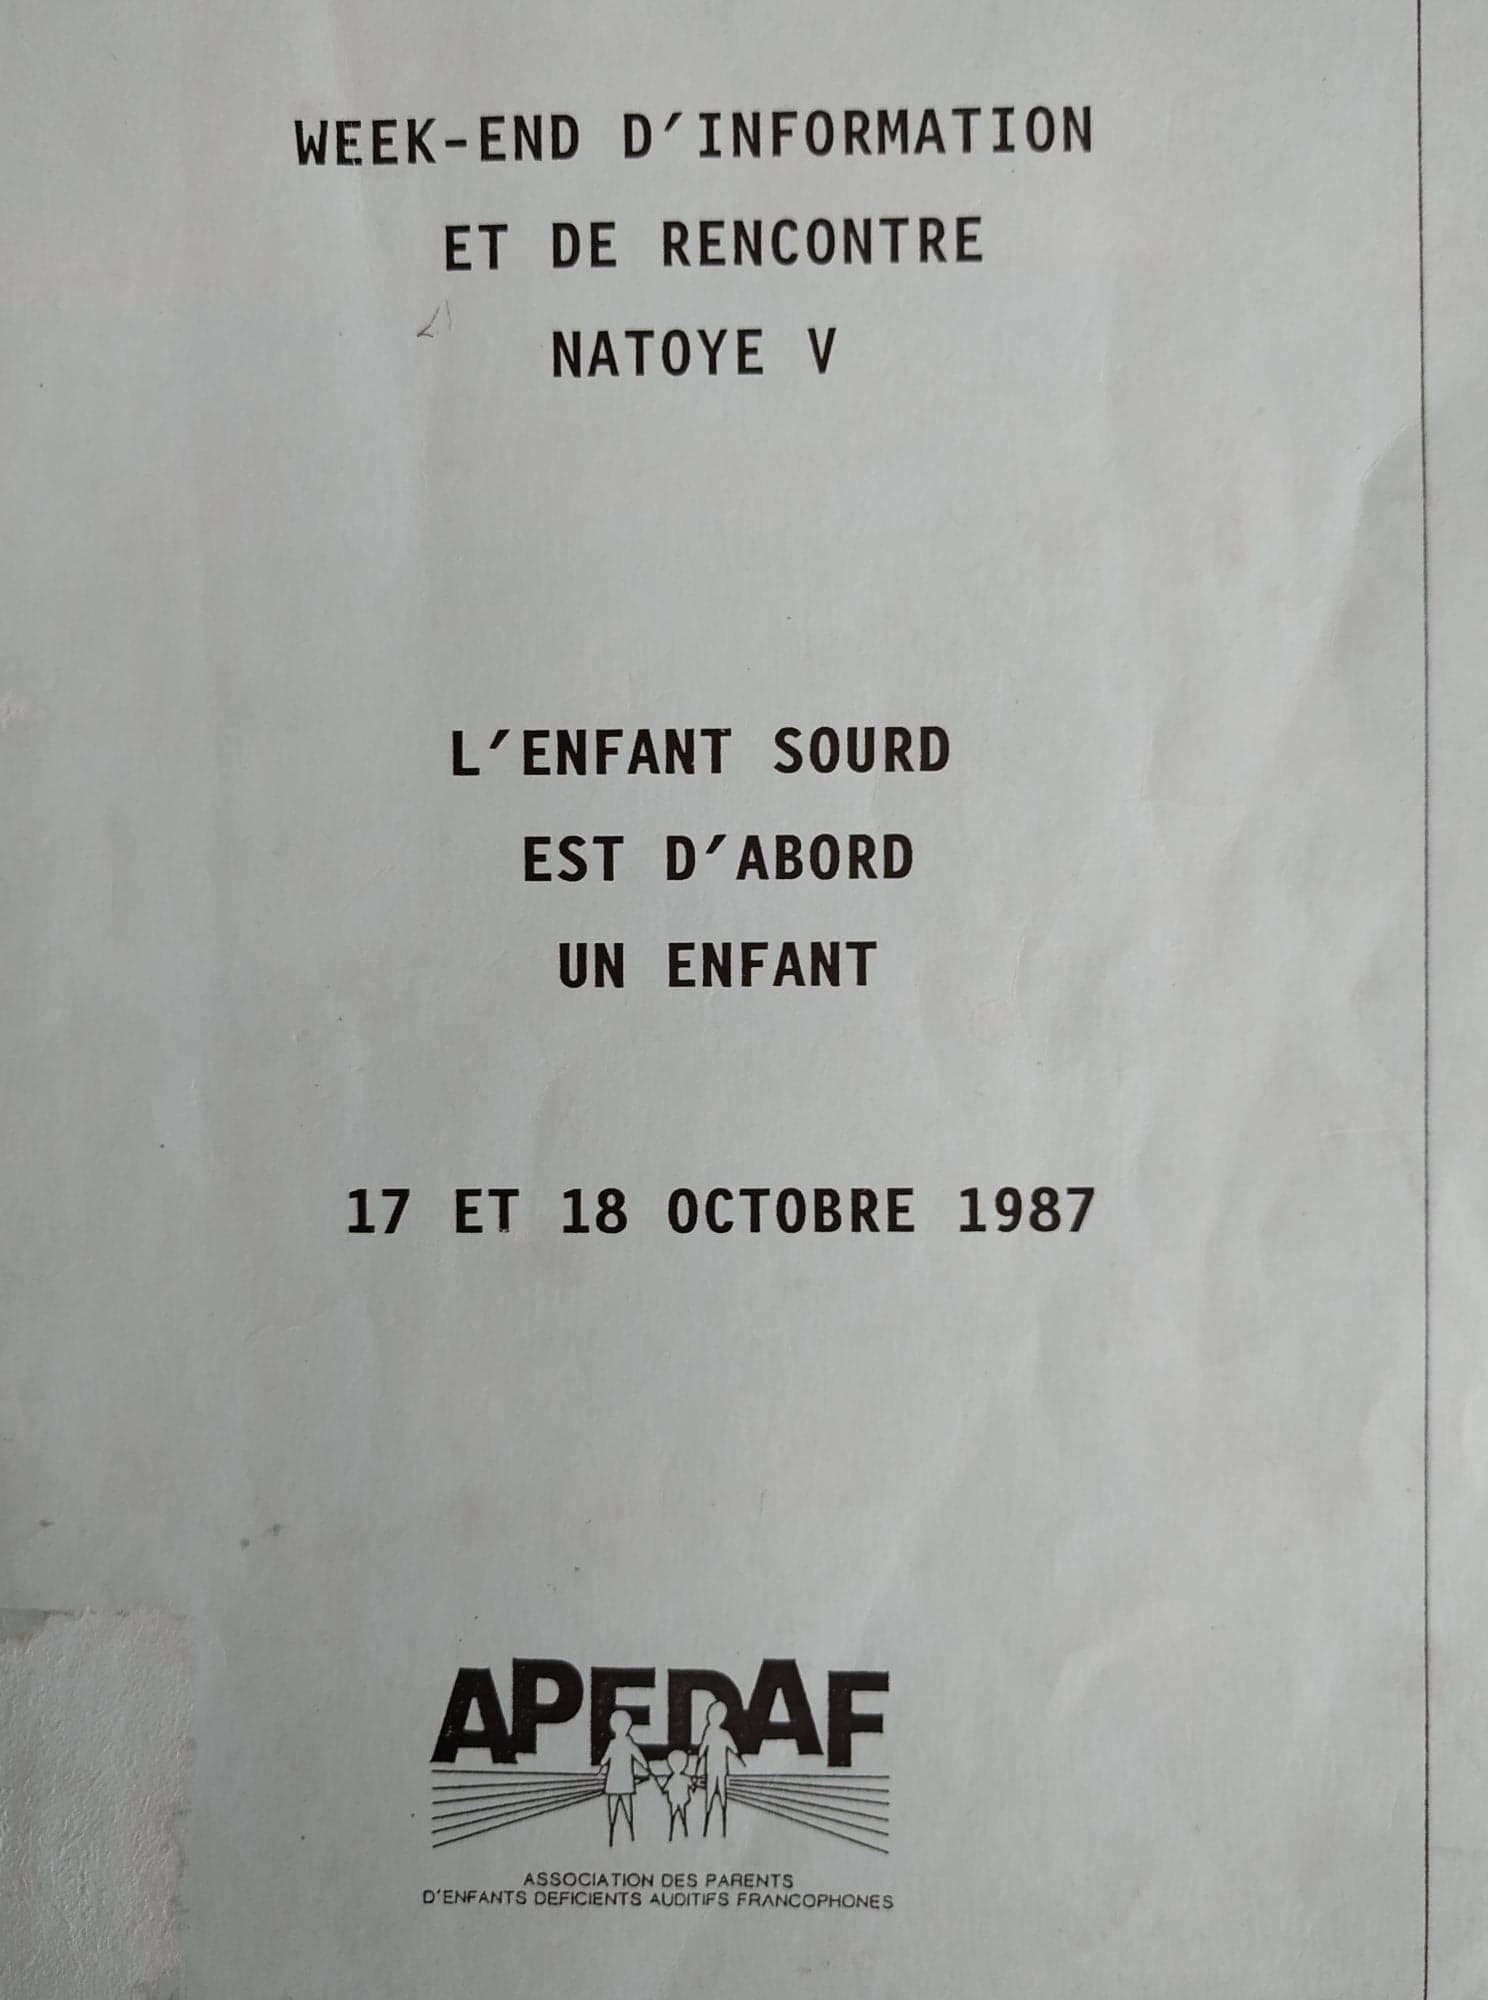 WEEK-END D'INFORMATION
ET DE RENCONTRE
NATOYE V
L'ENFANT SOURD
EST D'ABORD
UN ENFANT
17 ET 18 OCTOBRE 1987
APEDAF
ASSOCIATION DES PARENTS
D'ENFANTS DEFICIENTS AUDITIFS FRANCOPHONES